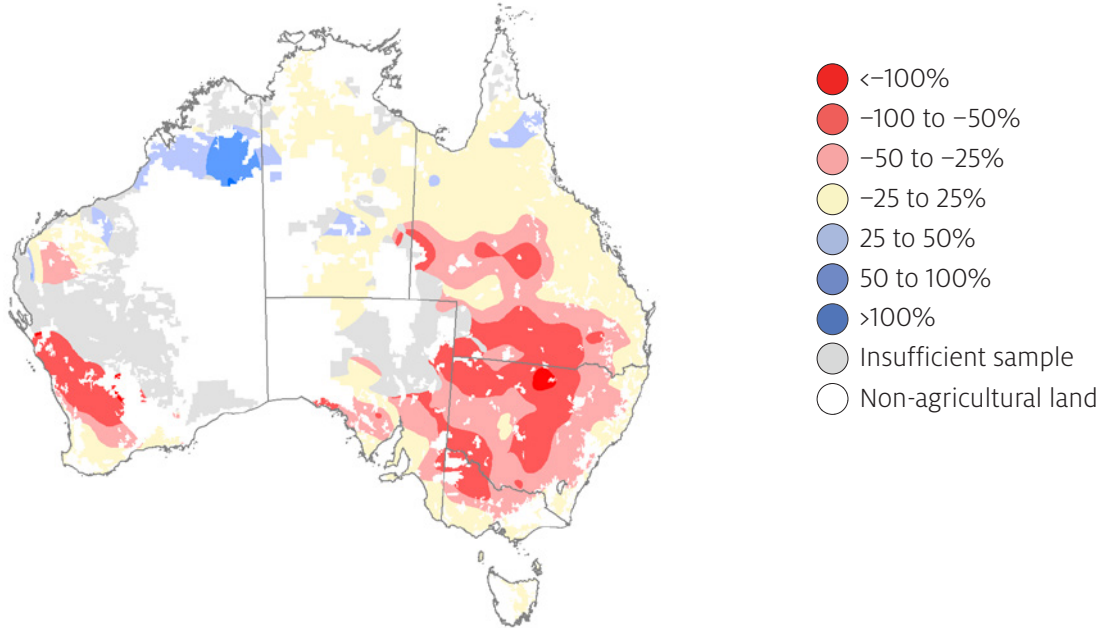 <−100%
−100 to −50%
−50 to −25%
−25 to 25%
25 to 50%
50 to 100%
>100%
Insufficient sample
Non-agricultural land